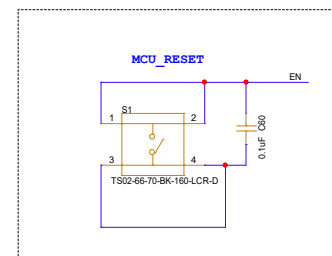 MCU_RESET
EN
S1
1
2
3
4
TS02-66-70-BK-160-LCR-D
C60
0.1uF